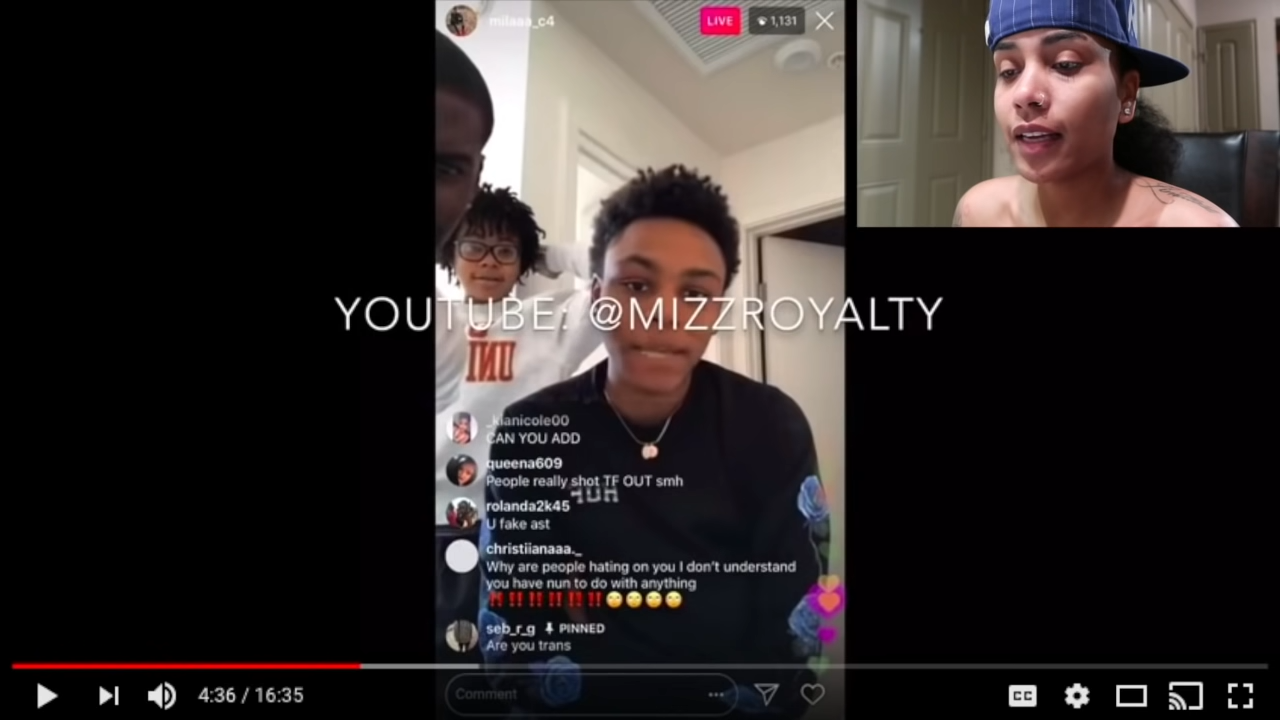 milaaa_c4
LIVE
1,131
YOUTUBE: @MIZZROYALTY
UNI
_kianicole00
CAN YOU ADD
queena609
People really shot TF OUT smh
rolanda2k45
U fake ast
christiianaaa._
Why are people hating on you I don't understand
you have nun to do with anything
‼️‼️‼️‼️‼️‼️🙄🙄🙄🙄
seb_r_g 📌 PINNED
Are you trans
Comment
4:36 / 16:35
CC